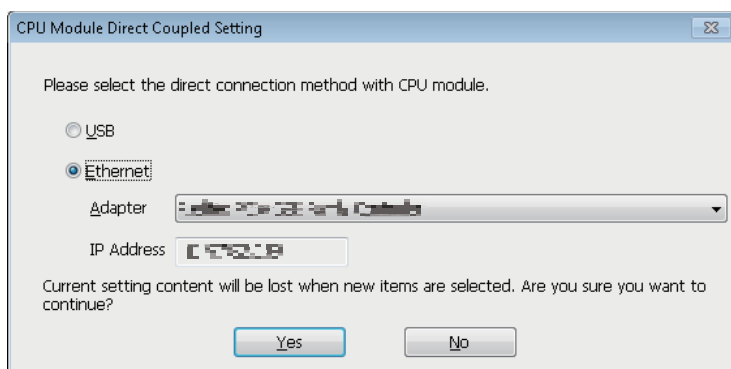 CPU Module Direct Coupled Setting
Please select the direct connection method with CPU module.
USB
Ethernet
Adapter
IP Address
Current setting content will be lost when new items are selected. Are you sure you want to
continue?
Yes
No